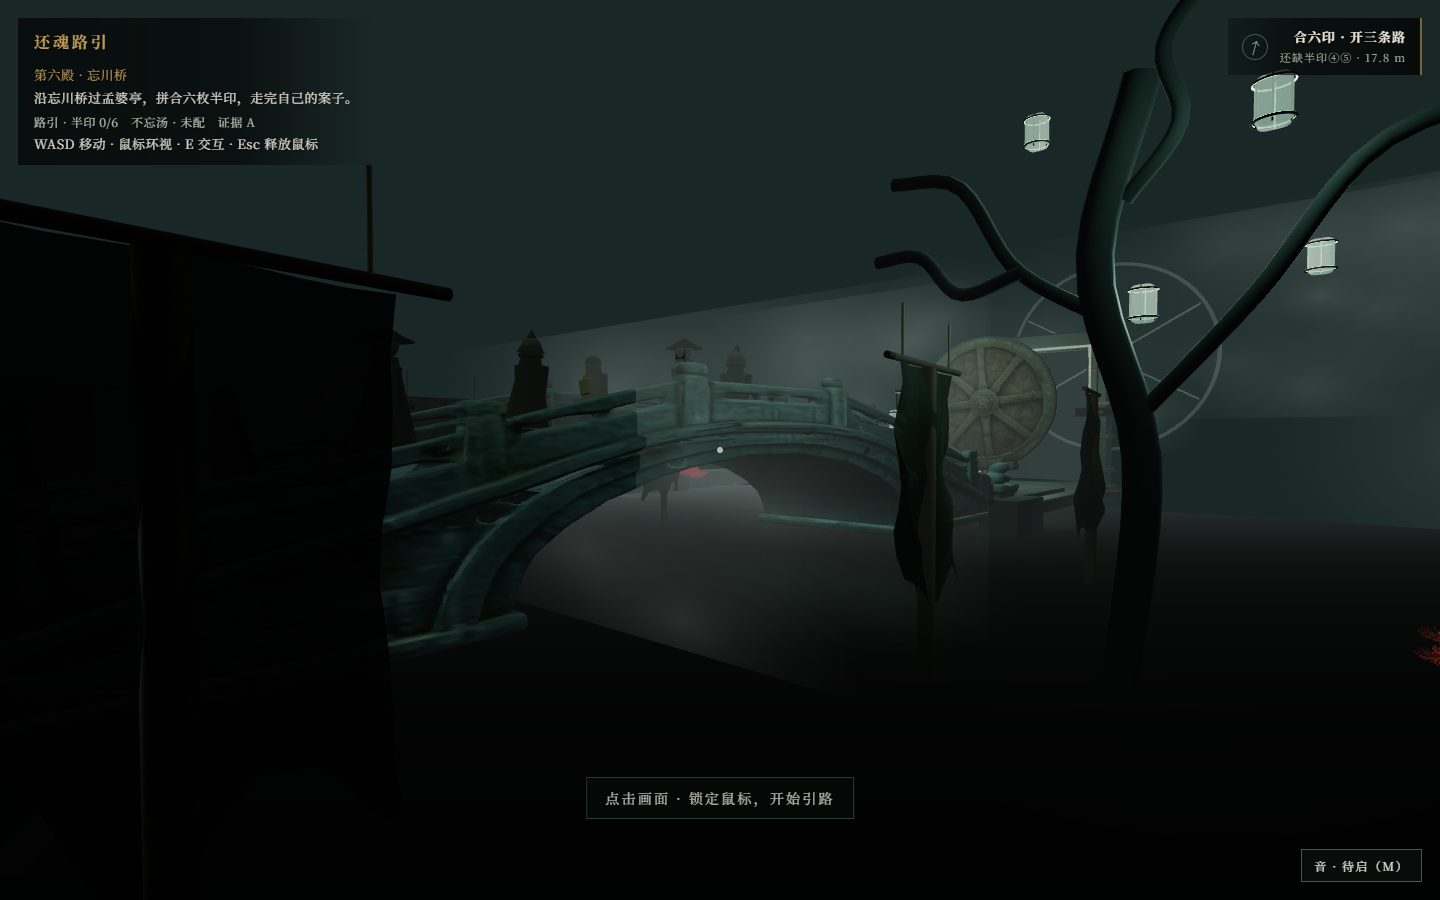 还魂路引
第六殿 · 忘川桥
沿忘川桥过孟婆亭，拼合六枚半印，走完自己的案子。
路引 · 半印 0/6 不忘汤 · 未配 证据 A
WASD 移动 · 鼠标环视 · E 交互 · Esc 释放鼠标
↑
合六印 · 开三条路
还缺半印④⑤ · 17.8 m
点击画面 · 锁定鼠标，开始引路
音 · 待启（M）